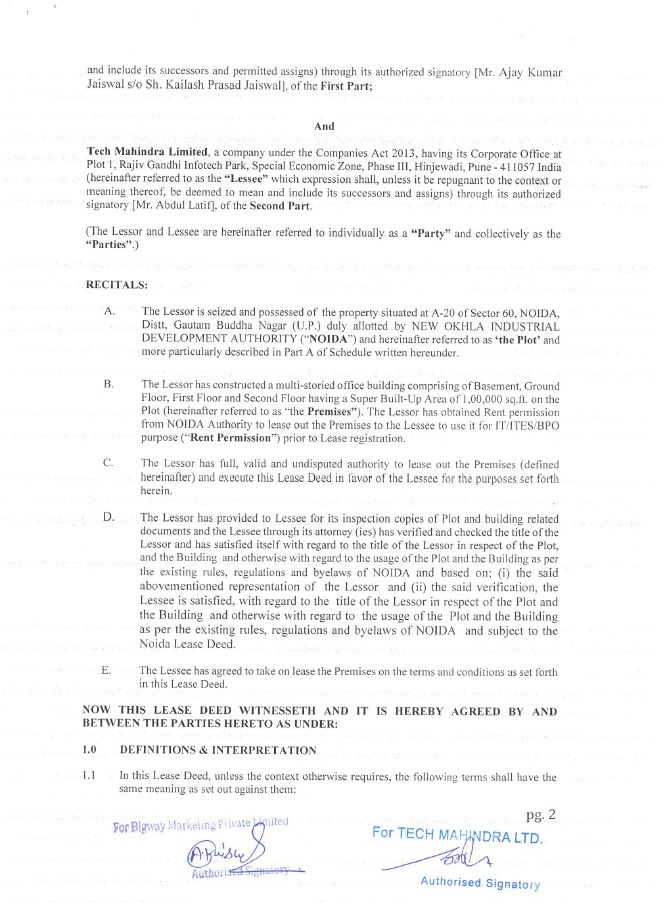 and include its successors and permitted assigns) through its authorized signatory [Mr. Ajay Kumar
Jaiswal s/o Sh. Kailash Prasad Jaiswal], of the First Part;
And
Tech Mahindra Limited, a company under the Companies Act 2013, having its Corporate Office at
Plot 1, Rajiv Gandhi Infotech Park, Special Economic Zone, Phase III, Hinjewadi, Pune - 411057 India
(hereinafter referred to as the “Lessee” which expression shall, unless it be repugnant to the context or
meaning thereof, be deemed to mean and include its successors and assigns) through its authorized
signatory [Mr. Abdul Latif], of the Second Part.
(The Lessor and Lessee are hereinafter referred to individually as a “Party” and collectively as the
“Parties”.)
RECITALS:
A. The Lessor is seized and possessed of the property situated at A-20 of Sector 60, NOIDA,
Distt, Gautam Buddha Nagar (U.P.) duly allotted by NEW OKHLA INDUSTRIAL
DEVELOPMENT AUTHORITY (“NOIDA”) and hereinafter referred to as ‘the Plot’ and
more particularly described in Part A of Schedule written hereunder.
B. The Lessor has constructed a multi-storied office building comprising of Basement, Ground
Floor, First Floor and Second Floor having a Super Built-Up Area of 1,00,000 sq.ft. on the
Plot (hereinafter referred to as “the Premises”). The Lessor has obtained Rent permission
from NOIDA Authority to lease out the Premises to the Lessee to use it for IT/ITES/BPO
purpose (“Rent Permission”) prior to Lease registration.
C. The Lessor has full, valid and undisputed authority to lease out the Premises (defined
hereinafter) and execute this Lease Deed in favor of the Lessee for the purposes set forth
herein.
D. The Lessor has provided to Lessee for its inspection copies of Plot and building related
documents and the Lessee through its attorney (ies) has verified and checked the title of the
Lessor and has satisfied itself with regard to the title of the Lessor in respect of the Plot,
and the Building and otherwise with regard to the usage of the Plot and the Building as per
the existing rules, regulations and byelaws of NOIDA and based on; (i) the said
abovementioned representation of the Lessor and (ii) the said verification, the
Lessee is satisfied, with regard to the title of the Lessor in respect of the Plot and
the Building and otherwise with regard to the usage of the Plot and the Building
as per the existing rules, regulations and byelaws of NOIDA and subject to the
Noida Lease Deed.
E. The Lessee has agreed to take on lease the Premises on the terms and conditions as set forth
in this Lease Deed.
NOW THIS LEASE DEED WITNESSETH AND IT IS HEREBY AGREED BY AND
BETWEEN THE PARTIES HERETO AS UNDER:
1.0 DEFINITIONS & INTERPRETATION
1.1 In this Lease Deed, unless the context otherwise requires, the following terms shall have the
same meaning as set out against them:
pg. 2
For Bigway Marketing Private Limited
Authorised Signatory
For TECH MAHINDRA LTD.
Authorised Signatory